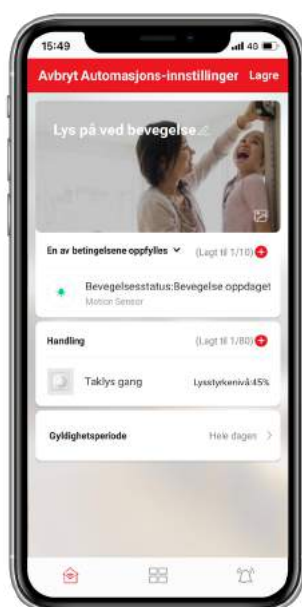 15:49
4G
Avbryt Automasjons-innstillinger Lagre
Lys på ved bevegelse
En av betingelsene oppfylles (Lagt til 1/10)
Bevegelsesstatus:Bevegelse oppdaget
Motion Sensor
Handling (Lagt til 1/80)
Taklys gang Lysstyrkenivå:45%
Gyldighetsperiode Hele dagen